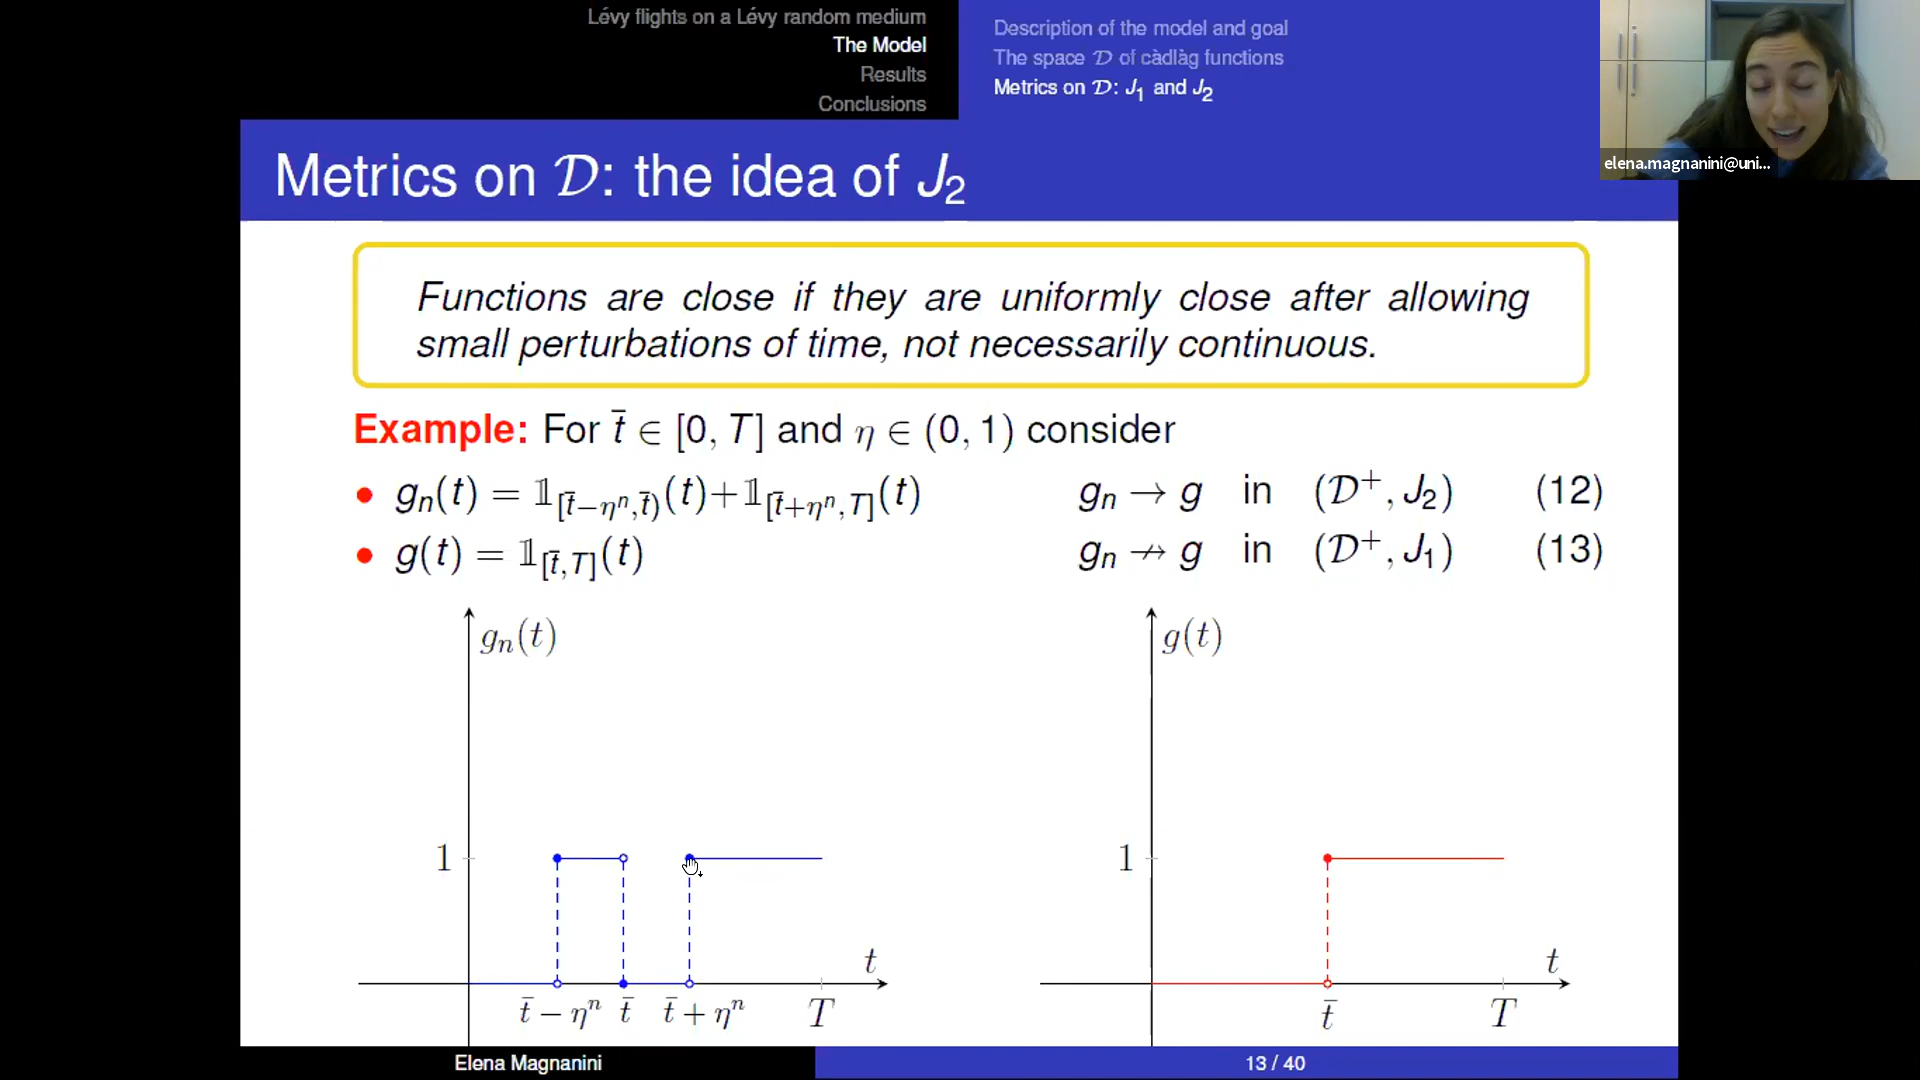 Lévy flights on a Lévy random medium
The Model
Results
Conclusions
Description of the model and goal
The space 𝒟 of càdlàg functions
Metrics on 𝒟: J₁ and J₂
elena.magnanini@uni...
Metrics on 𝒟: the idea of J₂
Functions are close if they are uniformly close after allowing
small perturbations of time, not necessarily continuous.
Example: For t̄ ∈ [0, T] and η ∈ (0, 1) consider
• gₙ(t) = 𝟙_{[t̄−ηⁿ,t̄)}(t)+𝟙_{[t̄+ηⁿ,T]}(t) gₙ → g in (𝒟⁺, J₂) (12)
• g(t) = 𝟙_{[t̄,T]}(t) gₙ ↛ g in (𝒟⁺, J₁) (13)
gₙ(t)
1
t
t̄ − ηⁿ t̄ t̄ + ηⁿ T
g(t)
1
t
t̄ T
Elena Magnanini
13 / 40